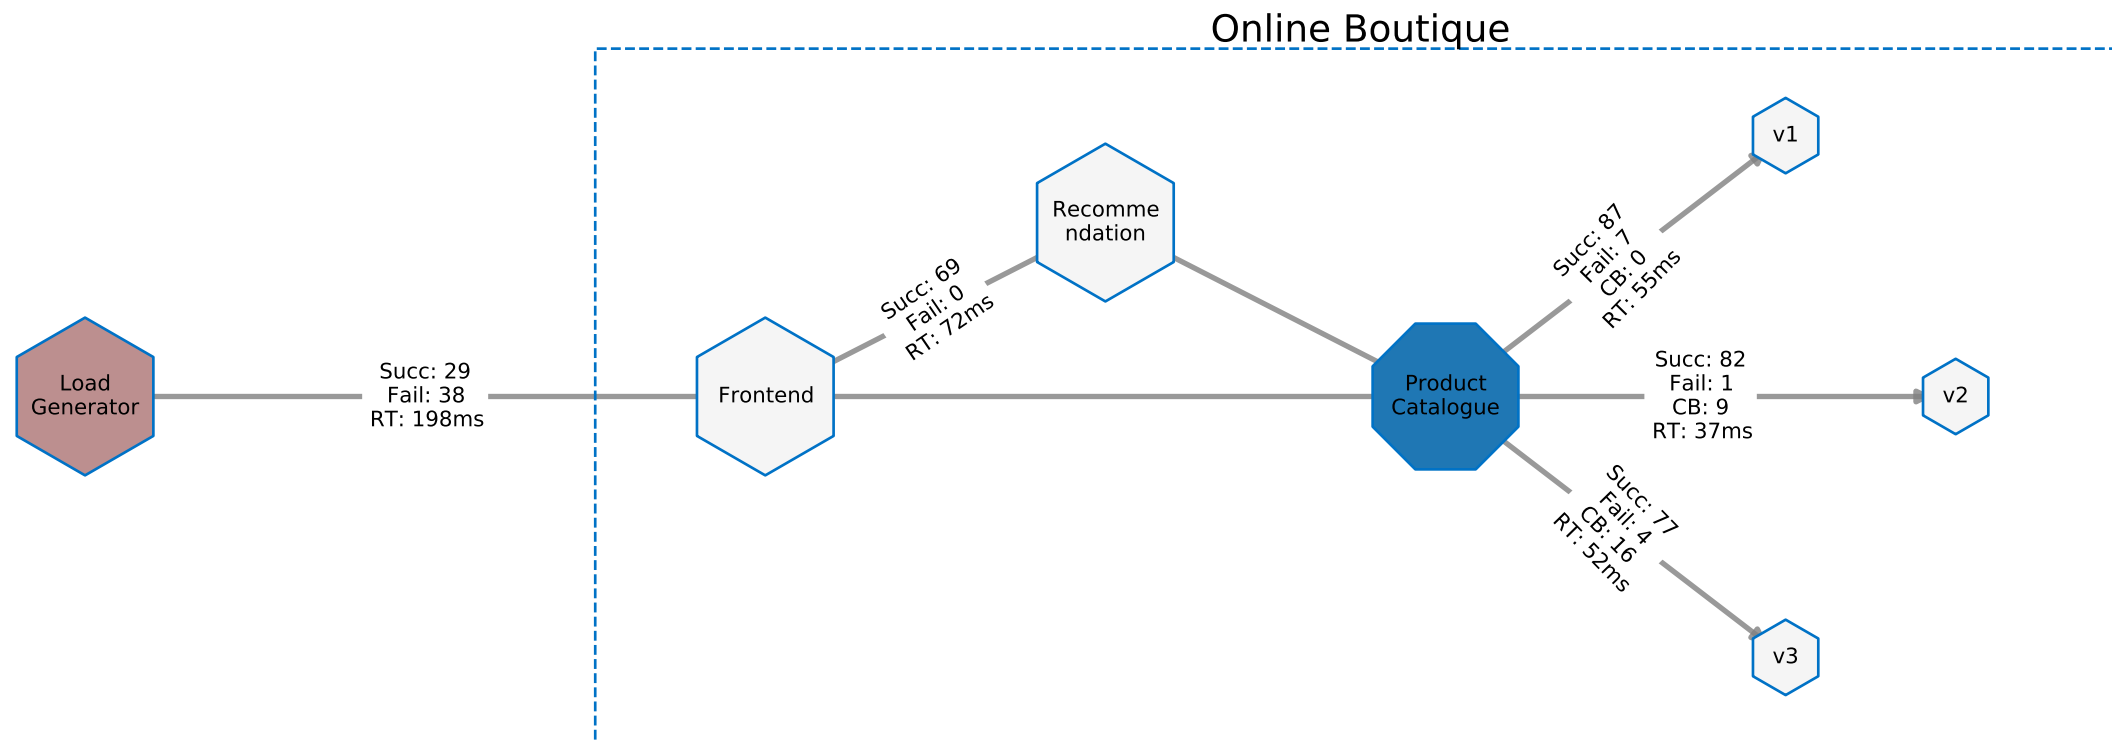 Online Boutique
Load
Generator
Succ: 29
Fail: 38
RT: 198ms
Frontend
Succ: 69
Fail: 0
RT: 72ms
Recomme
ndation
Product
Catalogue
Succ: 87
Fail: 7
CB: 0
RT: 55ms
v1
Succ: 82
Fail: 1
CB: 9
RT: 37ms
v2
Succ: 77
Fail: 4
CB: 16
RT: 52ms
v3